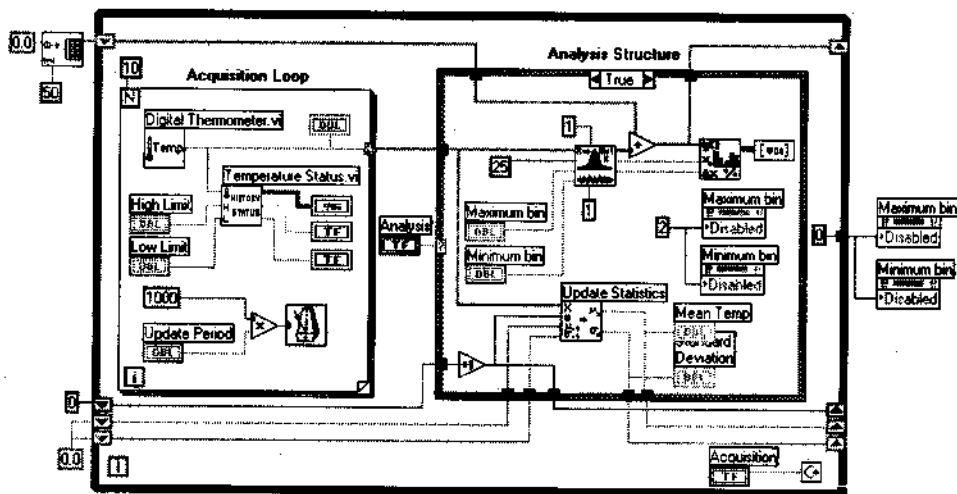 0.0
50
10
N
Acquisition Loop
Digital Thermometer.vi
Temp
DBL
Temperature Status.vi
HISTORY
STATUS
High Limit
DBL
Low Limit
DBL
TF
TF
1000
Update Period
DBL
i
Analysis Structure
True
1
25
1
Maximum bin
DBL
Minimum bin
DBL
Analysis
TF
2
Maximum bin
Disabled
Minimum bin
Disabled
Update Statistics
Mean Temp
DBL
Standard
Deviation
DBL
+1
0
Maximum bin
Disabled
Minimum bin
Disabled
0
0.0
Acquisition
TF